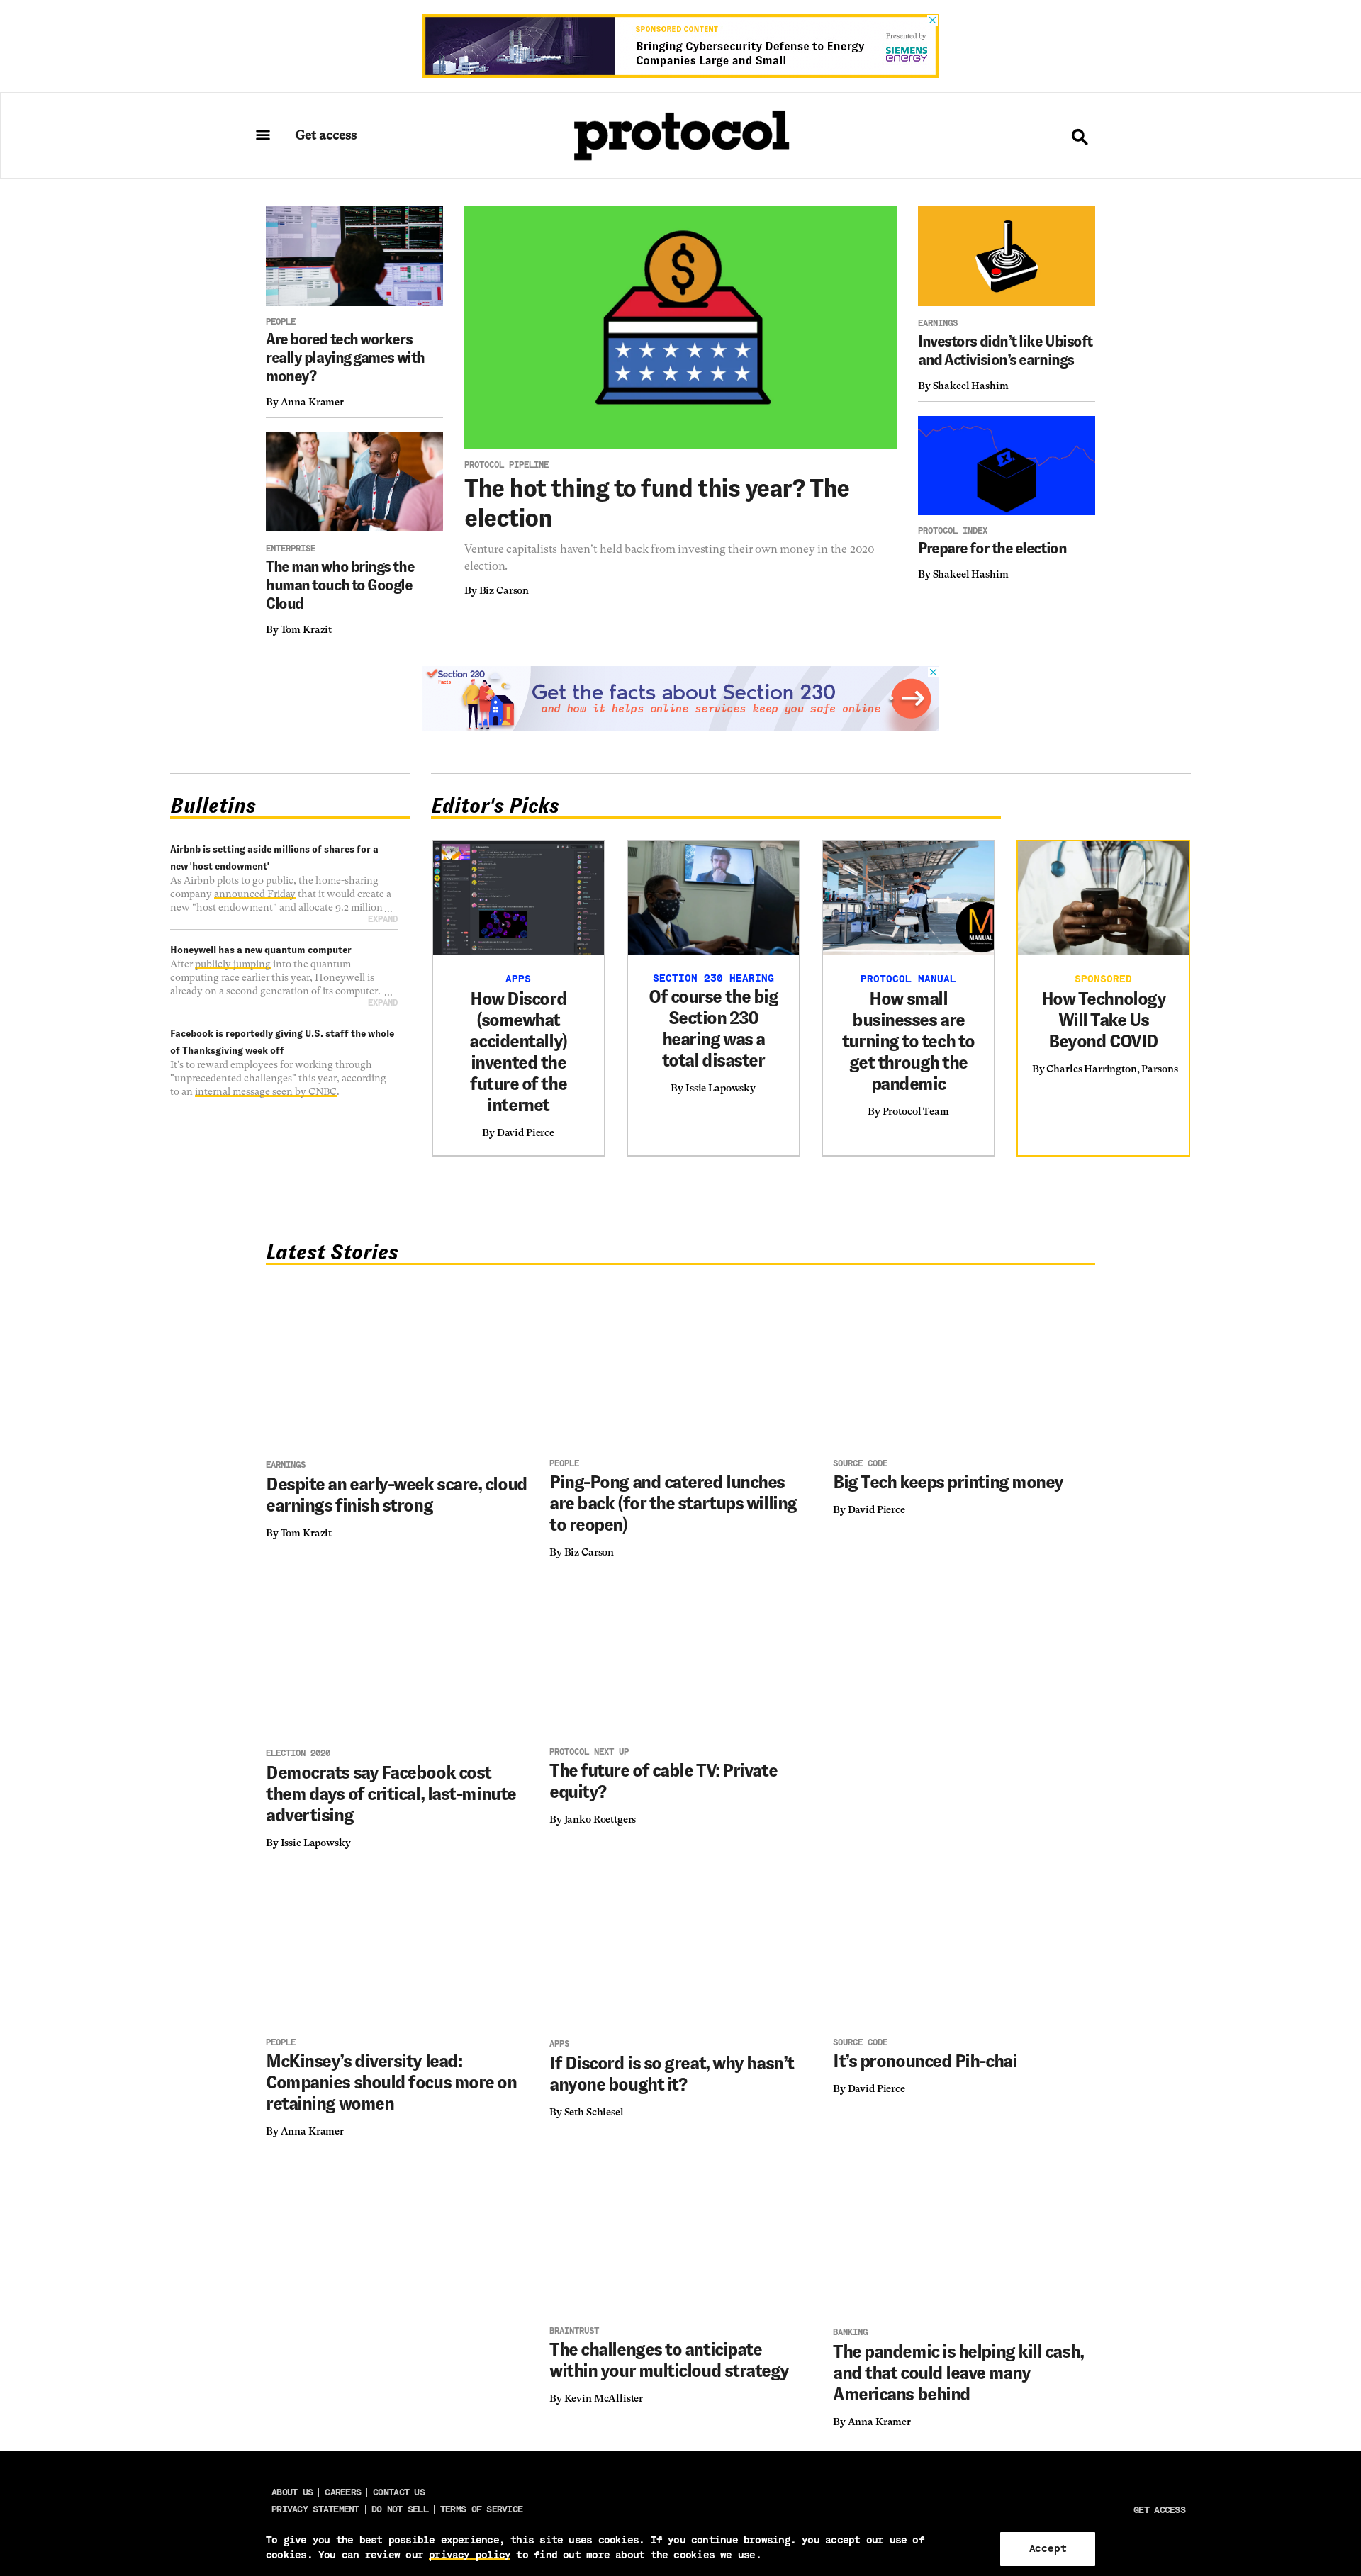 SPONSORED CONTENT
Bringing Cybersecurity Defense to Energy
Companies Large and Small
Presented by
SIEMENS
energy
Get access
protocol
PEOPLE
Are bored tech workers
really playing games with
money?
By Anna Kramer
ENTERPRISE
The man who brings the
human touch to Google
Cloud
By Tom Krazit
PROTOCOL PIPELINE
The hot thing to fund this year? The
election
Venture capitalists haven't held back from investing their own money in the 2020
election.
By Biz Carson
EARNINGS
Investors didn't like Ubisoft
and Activision's earnings
By Shakeel Hashim
PROTOCOL INDEX
Prepare for the election
By Shakeel Hashim
Section 230
Facts
Get the facts about Section 230
and how it helps online services keep you safe online
Bulletins
Airbnb is setting aside millions of shares for a
new 'host endowment'
As Airbnb plots to go public, the home-sharing
company announced Friday that it would create a
new "host endowment" and allocate 9.2 million ...
EXPAND
Honeywell has a new quantum computer
After publicly jumping into the quantum
computing race earlier this year, Honeywell is
already on a second generation of its computer. ...
EXPAND
Facebook is reportedly giving U.S. staff the whole
of Thanksgiving week off
It's to reward employees for working through
"unprecedented challenges" this year, according
to an internal message seen by CNBC.
Editor's Picks
APPS
How Discord
(somewhat
accidentally)
invented the
future of the
internet
By David Pierce
SECTION 230 HEARING
Of course the big
Section 230
hearing was a
total disaster
By Issie Lapowsky
MANUAL
PROTOCOL MANUAL
How small
businesses are
turning to tech to
get through the
pandemic
By Protocol Team
SPONSORED
How Technology
Will Take Us
Beyond COVID
By Charles Harrington, Parsons
Latest Stories
EARNINGS
Despite an early-week scare, cloud
earnings finish strong
By Tom Krazit
PEOPLE
Ping-Pong and catered lunches
are back (for the startups willing
to reopen)
By Biz Carson
SOURCE CODE
Big Tech keeps printing money
By David Pierce
ELECTION 2020
Democrats say Facebook cost
them days of critical, last-minute
advertising
By Issie Lapowsky
PROTOCOL NEXT UP
The future of cable TV: Private
equity?
By Janko Roettgers
PEOPLE
McKinsey's diversity lead:
Companies should focus more on
retaining women
By Anna Kramer
APPS
If Discord is so great, why hasn't
anyone bought it?
By Seth Schiesel
SOURCE CODE
It's pronounced Pih-chai
By David Pierce
BRAINTRUST
The challenges to anticipate
within your multicloud strategy
By Kevin McAllister
BANKING
The pandemic is helping kill cash,
and that could leave many
Americans behind
By Anna Kramer
ABOUT US | CAREERS | CONTACT US
PRIVACY STATEMENT | DO NOT SELL | TERMS OF SERVICE
GET ACCESS
To give you the best possible experience, this site uses cookies. If you continue browsing. you accept our use of
cookies. You can review our privacy policy to find out more about the cookies we use.
Accept